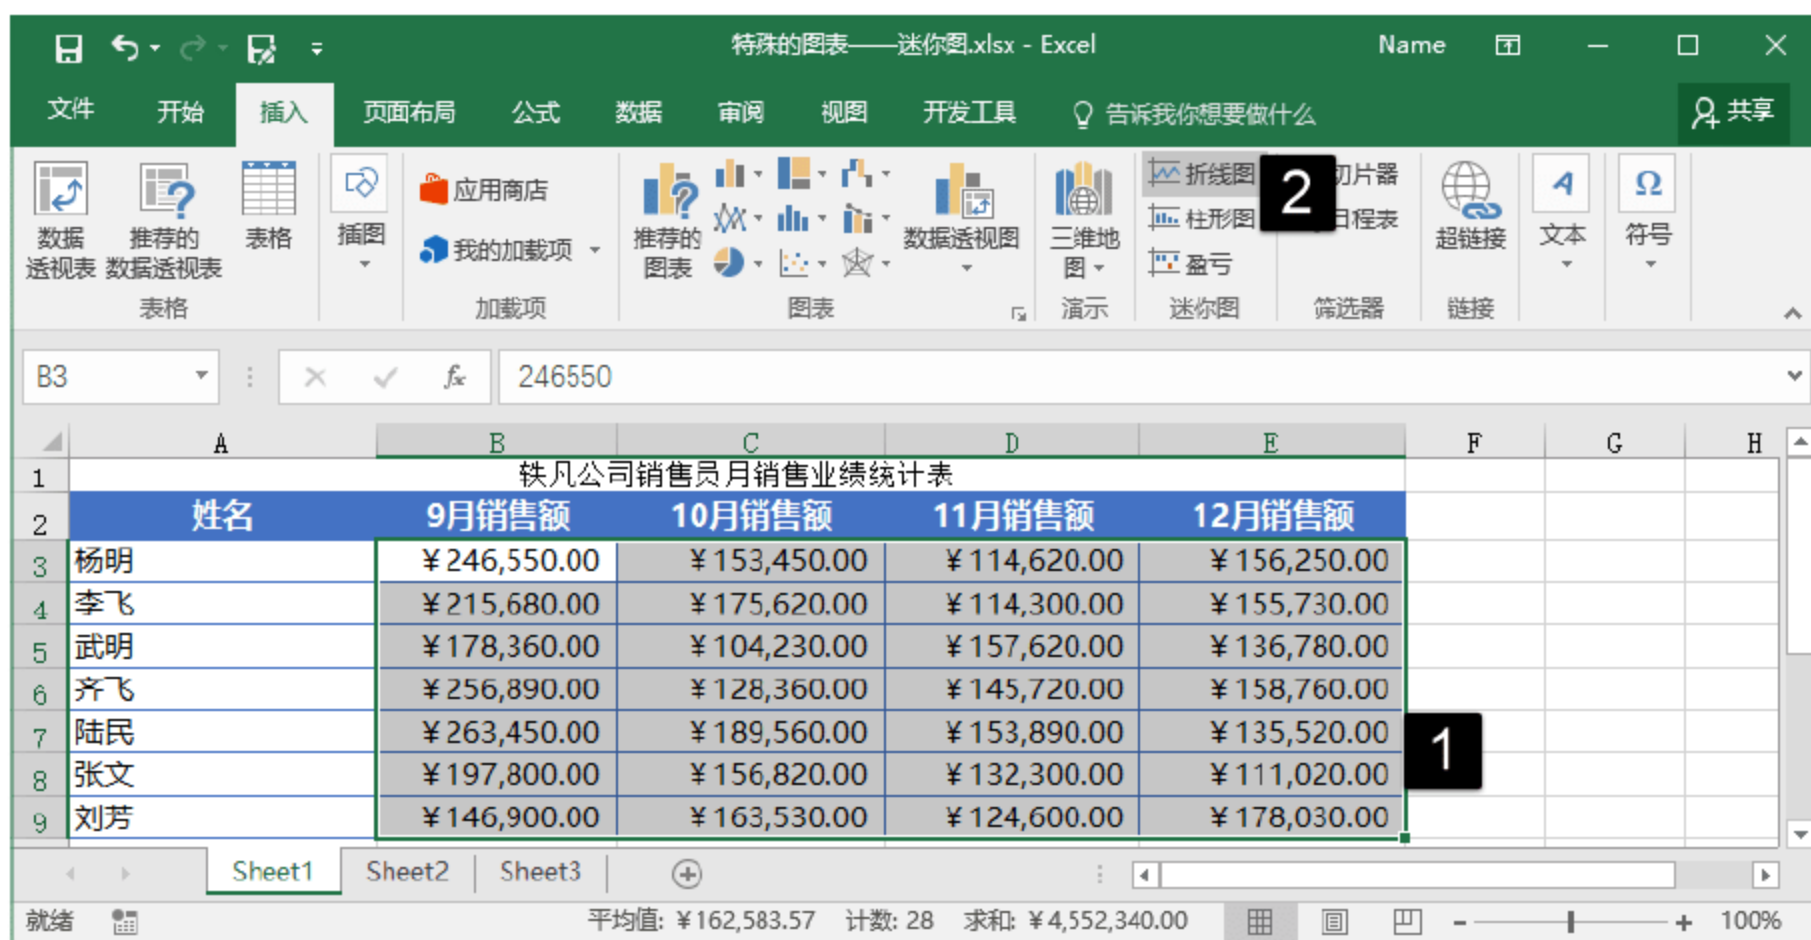 特殊的图表——迷你图.xlsx - Excel Name
文件 开始 插入 页面布局 公式 数据 审阅 视图 开发工具 告诉我你想要做什么 共享
数据
透视表
推荐的
数据透视表
表格
表格
插图
应用商店
我的加载项
加载项
推荐的
图表
数据透视图
图表
三维地
图
演示
折线图
柱形图
盈亏
迷你图
2
切片器
日程表
筛选器
超链接
链接
文本
Ω
符号
B3 fx 246550
A B C D E F G H
1 轶凡公司销售员月销售业绩统计表
2 姓名 9月销售额 10月销售额 11月销售额 12月销售额
3 杨明 ¥246,550.00 ¥153,450.00 ¥114,620.00 ¥156,250.00
4 李飞 ¥215,680.00 ¥175,620.00 ¥114,300.00 ¥155,730.00
5 武明 ¥178,360.00 ¥104,230.00 ¥157,620.00 ¥136,780.00
6 齐飞 ¥256,890.00 ¥128,360.00 ¥145,720.00 ¥158,760.00
7 陆民 ¥263,450.00 ¥189,560.00 ¥153,890.00 ¥135,520.00
1
8 张文 ¥197,800.00 ¥156,820.00 ¥132,300.00 ¥111,020.00
9 刘芳 ¥146,900.00 ¥163,530.00 ¥124,600.00 ¥178,030.00
Sheet1 Sheet2 Sheet3
就绪 平均值: ¥162,583.57 计数: 28 求和: ¥4,552,340.00 100%